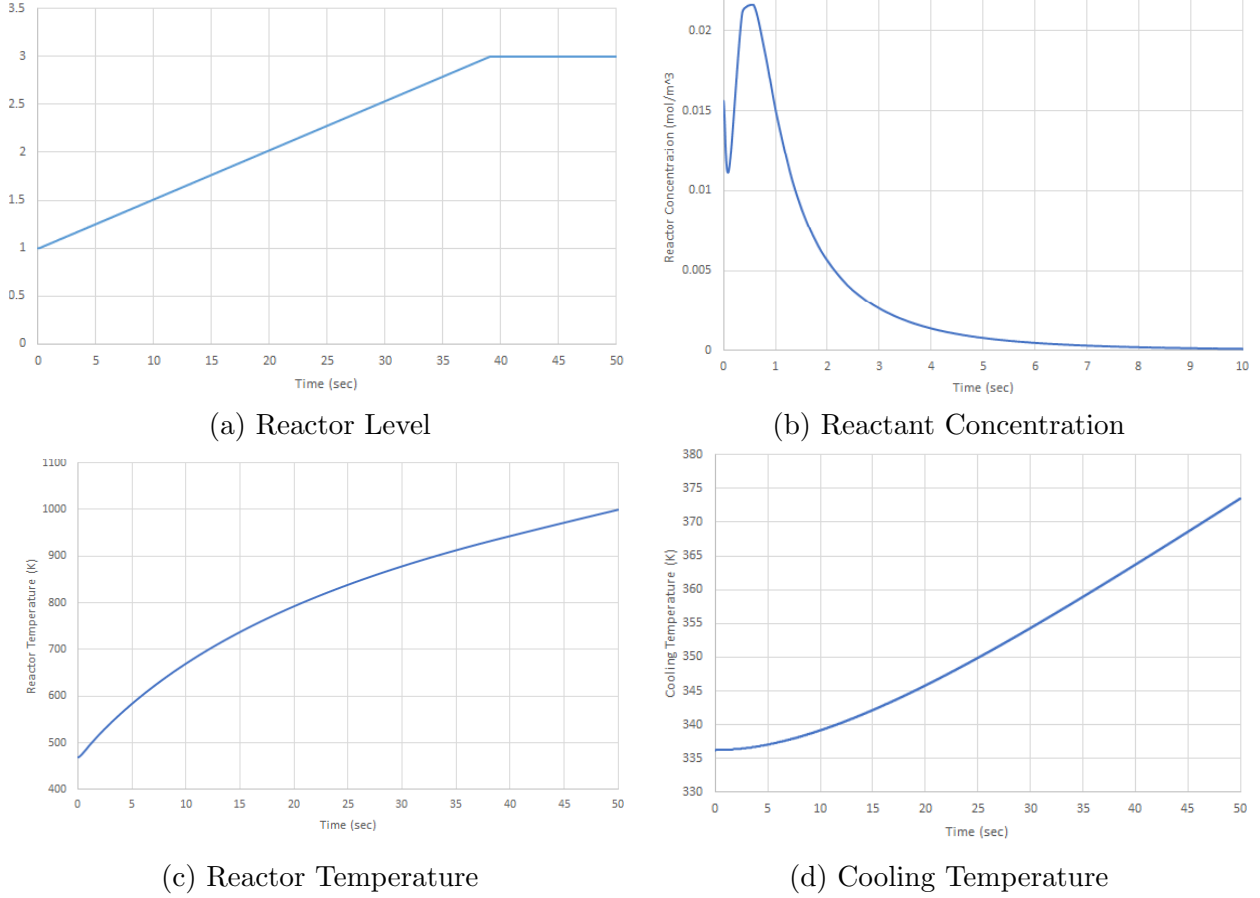 3.5
3
2.5
2
1.5
1
0.5
0
0 5 10 15 20 25 30 35 40 45 50
Time (sec)
(a) Reactor Level
Reactor Concentration (mol/m^3
0.02
0.015
0.01
0.005
0
0 1 2 3 4 5 6 7 8 9 10
Time (sec)
(b) Reactant Concentration
Reactor Temperature (K)
1100
1000
900
800
700
600
500
400
0 5 10 15 20 25 30 35 40 45 50
Time (sec)
(c) Reactor Temperature
Cooling Temperature (K)
380
375
370
365
360
355
350
345
340
335
330
0 5 10 15 20 25 30 35 40 45 50
Time (sec)
(d) Cooling Temperature